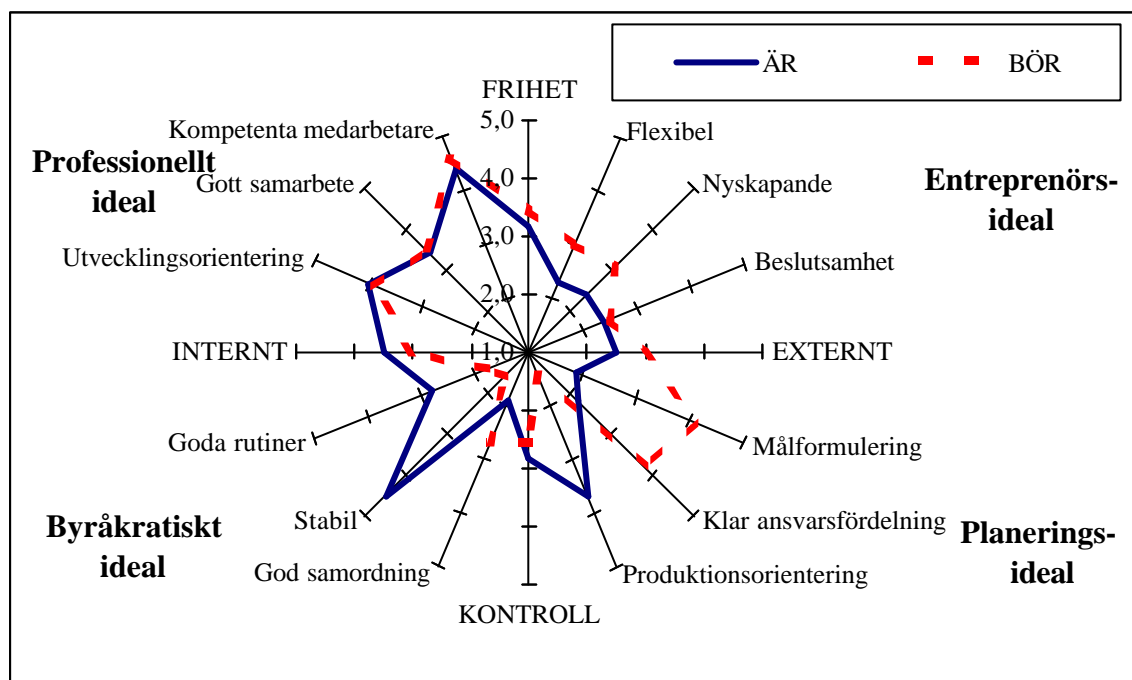 ÄR
BÖR
FRIHET
5,0
4,0
3,0
2,0
1,0
Kompetenta medarbetare
Flexibel
Professionellt
ideal
Gott samarbete
Nyskapande
Entreprenörs-
ideal
Utvecklingsorientering
Beslutsamhet
INTERNT
EXTERNT
Goda rutiner
Målformulering
Byråkratiskt
ideal
Stabil
Klar ansvarsfördelning
Planerings-
ideal
God samordning
Produktionsorientering
KONTROLL